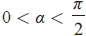 0 < α < π/2